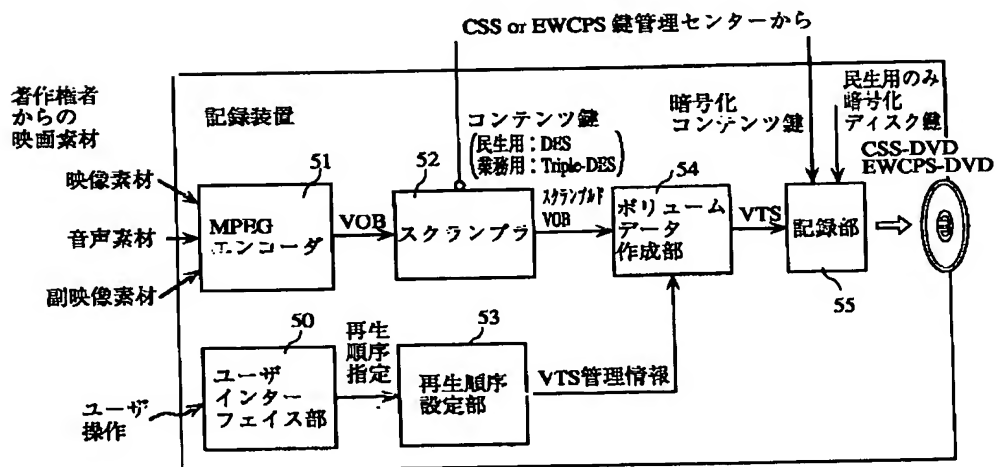 CSS or EWCPS 鍵管理センターから
著作権者
からの
映画素材
記録装置
コンテンツ鍵
(民生用：DES
業務用：Triple-DES)
暗号化
コンテンツ鍵
民生用のみ
暗号化
ディスク鍵
CSS-DVD
EWCPS-DVD
映像素材
音声素材
副映像素材
51
MPEG
エンコーダ
VOB
52
スクランブラ
スクランブルド
VOB
54
ボリューム
データ
作成部
VTS
記録部
55
ユーザ
操作
50
ユーザ
インター
フェイス部
再生
順序
指定
53
再生順序
設定部
VTS管理情報